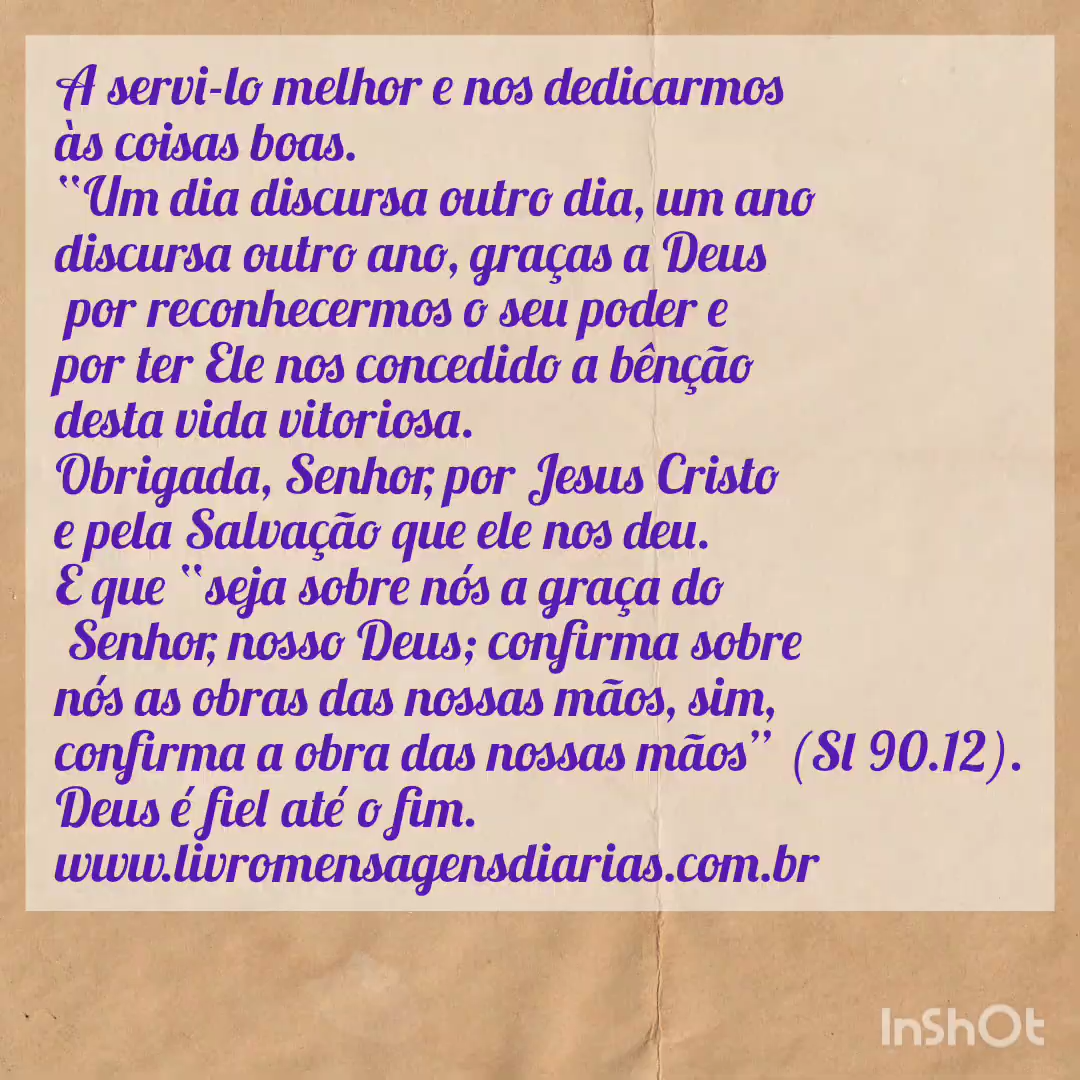 A servi-lo melhor e nos dedicarmos
às coisas boas.
“Um dia discursa outro dia, um ano
discursa outro ano, graças a Deus
por reconhecermos o seu poder e
por ter Ele nos concedido a bênção
desta vida vitoriosa.
Obrigada, Senhor, por Jesus Cristo
e pela Salvação que ele nos deu.
E que “seja sobre nós a graça do
Senhor, nosso Deus; confirma sobre
nós as obras das nossas mãos, sim,
confirma a obra das nossas mãos” (Sl 90.12).
Deus é fiel até o fim.
www.livromensagensdiarias.com.br
InShOt